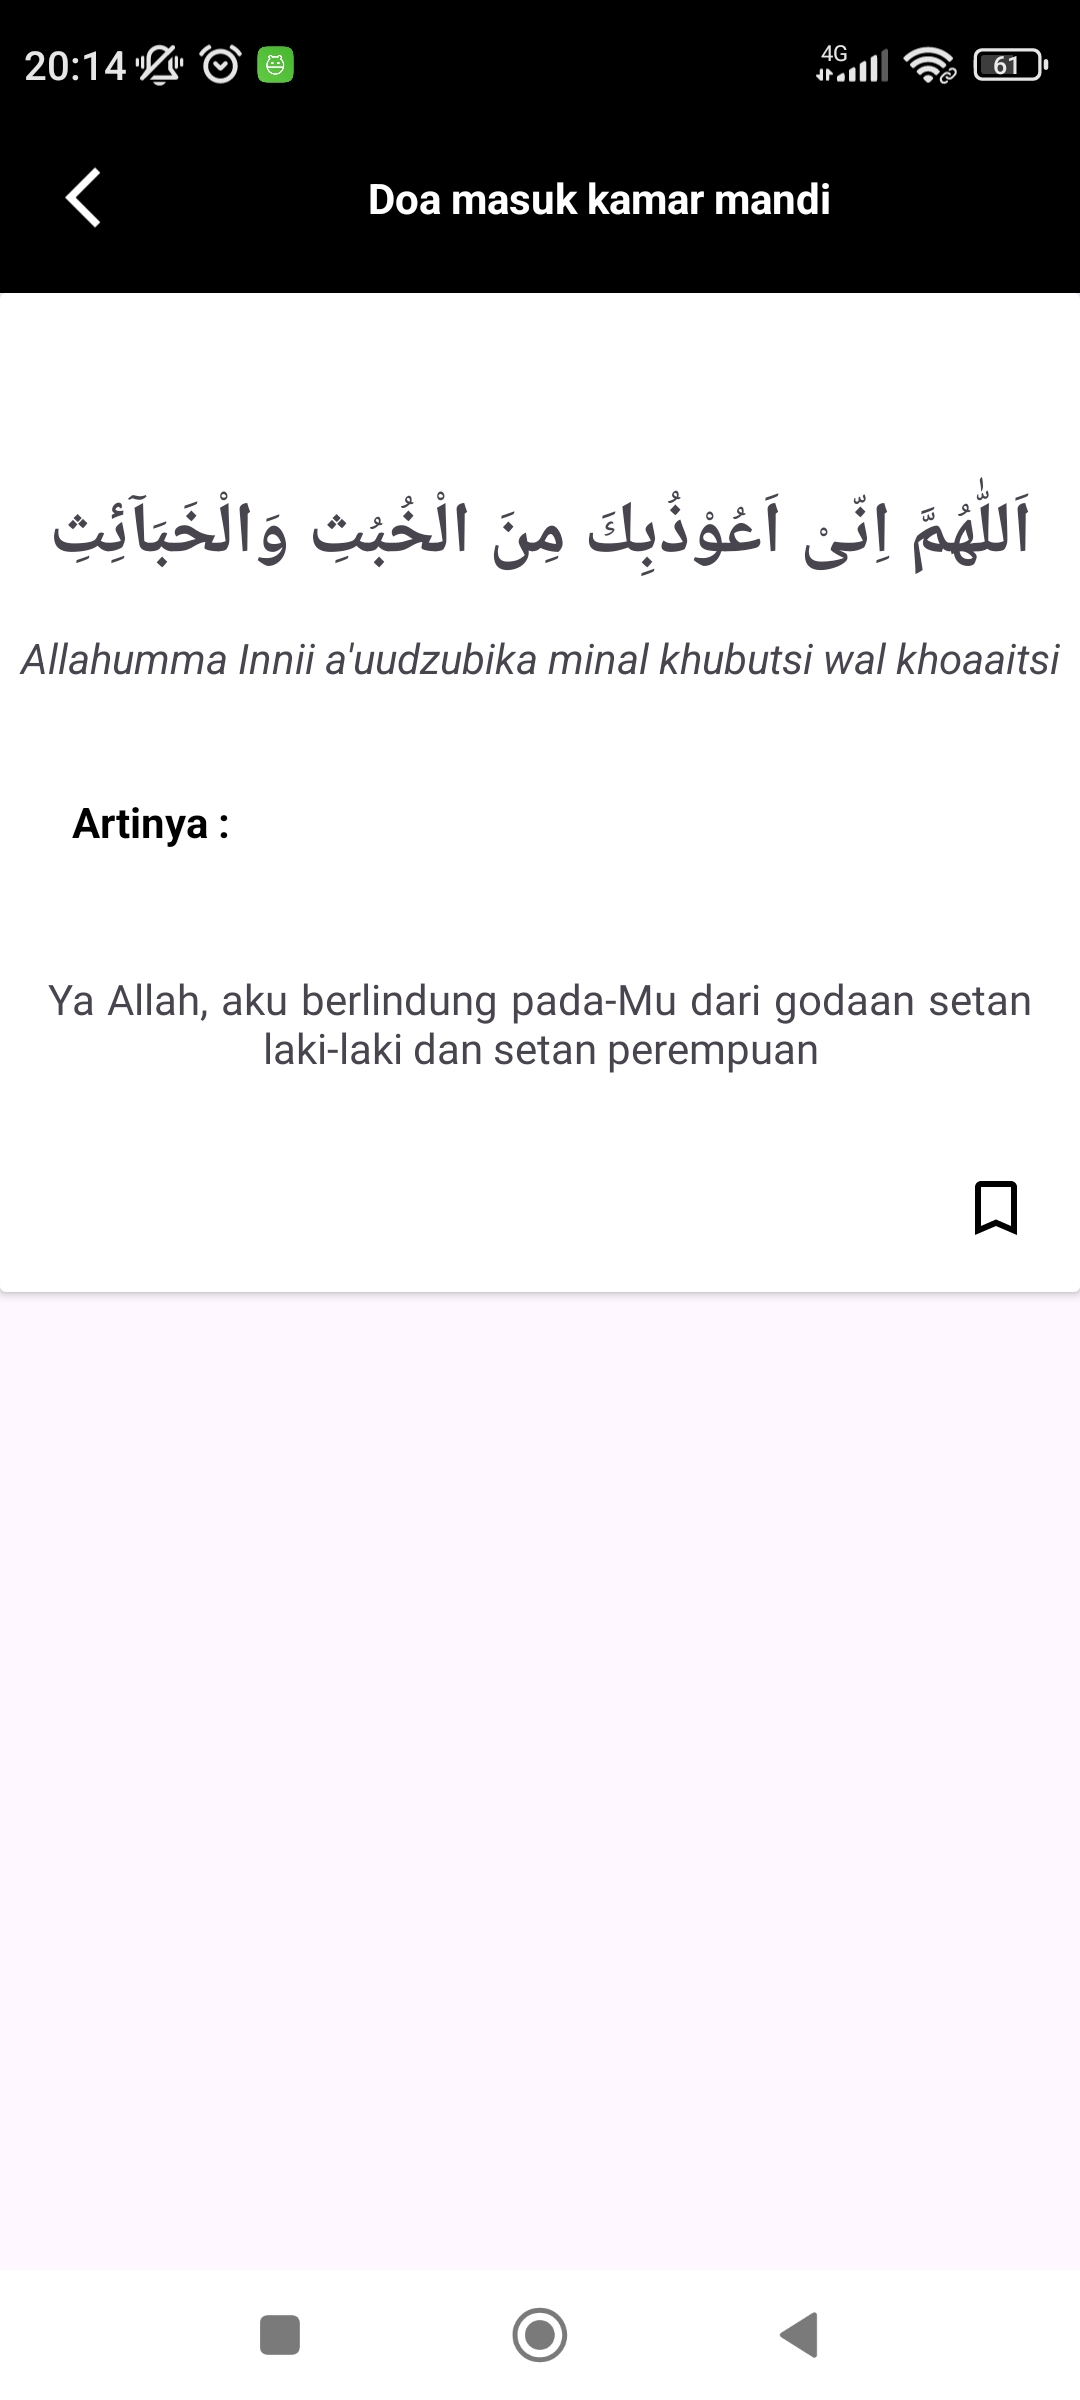 20:14
4G
61
Doa masuk kamar mandi
اَللّٰهُمَّ اِنّىْ اَعُوْذُبِكَ مِنَ الْخُبُثِ وَالْخَبَآئِثِ
Allahumma Innii a'uudzubika minal khubutsi wal khoaaitsi
Artinya :
Ya Allah, aku berlindung pada-Mu dari godaan setan
laki-laki dan setan perempuan